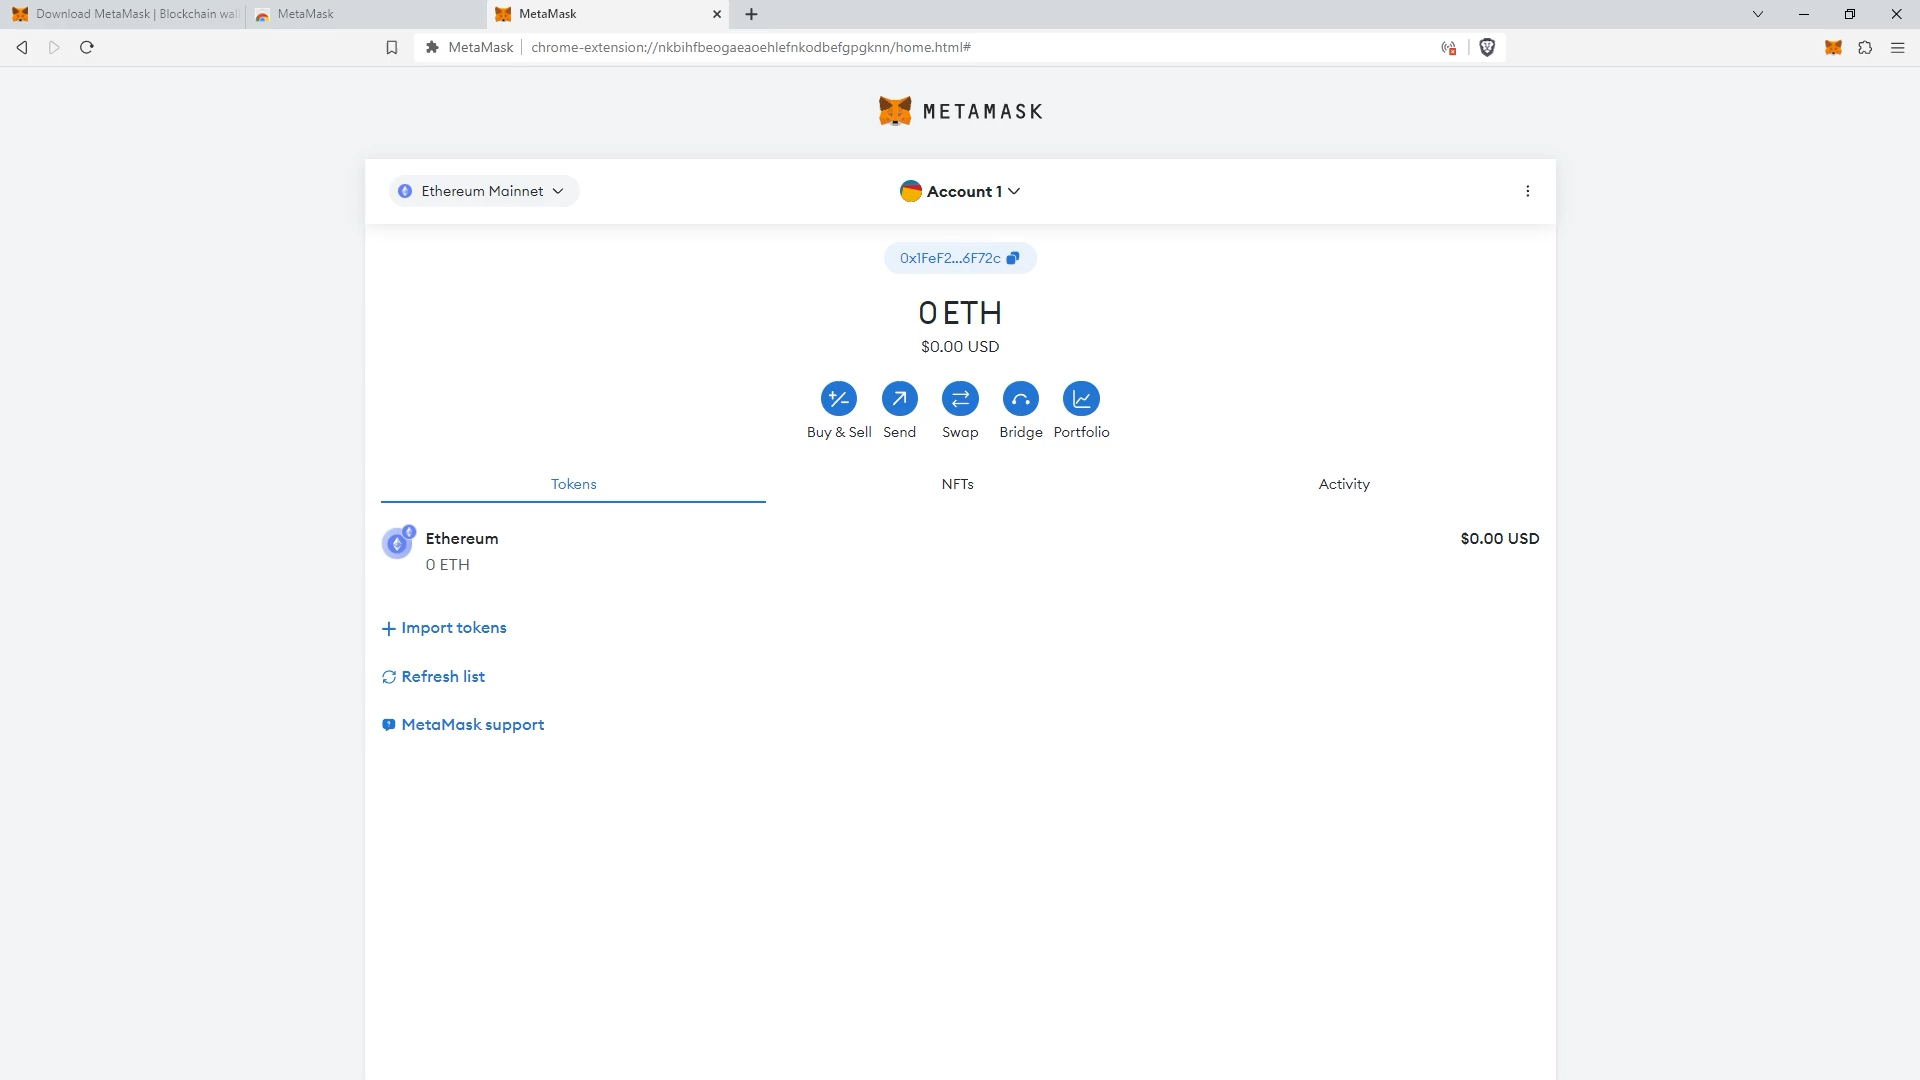 Download MetaMask | Blockchain wal
MetaMask
MetaMask
MetaMask
chrome-extension://nkbihfbeogaeaoehlefnkodbefgpgknn/home.html#
METAMASK
Ethereum Mainnet
Account 1
0x1FeF2...6F72c
0 ETH
$0.00 USD
Buy & Sell
Send
Swap
Bridge
Portfolio
Tokens
NFTs
Activity
Ethereum
$0.00 USD
0 ETH
Import tokens
Refresh list
MetaMask support